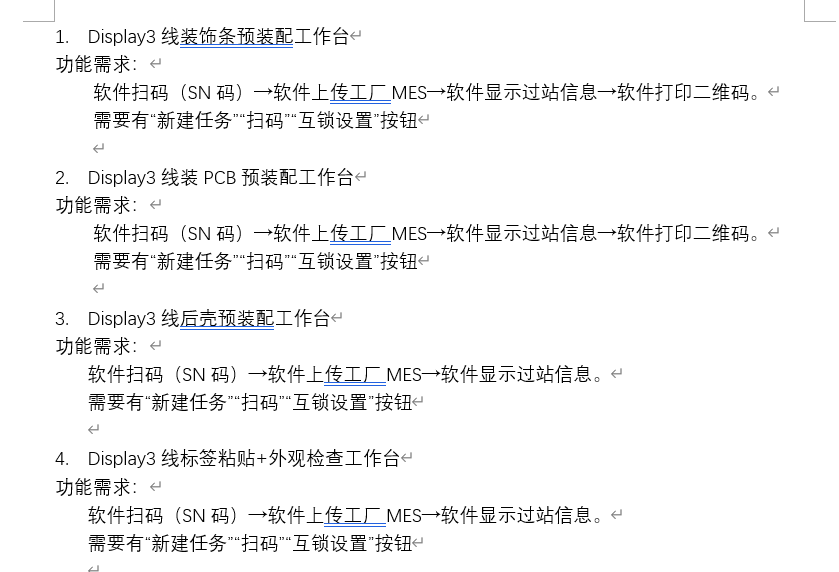 1. Display3 线装饰条预装配工作台
功能需求：
软件扫码（SN 码）→软件上传工厂 MES→软件显示过站信息→软件打印二维码。
需要有“新建任务”“扫码”“互锁设置”按钮
2. Display3 线装 PCB 预装配工作台
功能需求：
软件扫码（SN 码）→软件上传工厂 MES→软件显示过站信息→软件打印二维码。
需要有“新建任务”“扫码”“互锁设置”按钮
3. Display3 线后壳预装配工作台
功能需求：
软件扫码（SN 码）→软件上传工厂 MES→软件显示过站信息。
需要有“新建任务”“扫码”“互锁设置”按钮
4. Display3 线标签粘贴+外观检查工作台
功能需求：
软件扫码（SN 码）→软件上传工厂 MES→软件显示过站信息。
需要有“新建任务”“扫码”“互锁设置”按钮